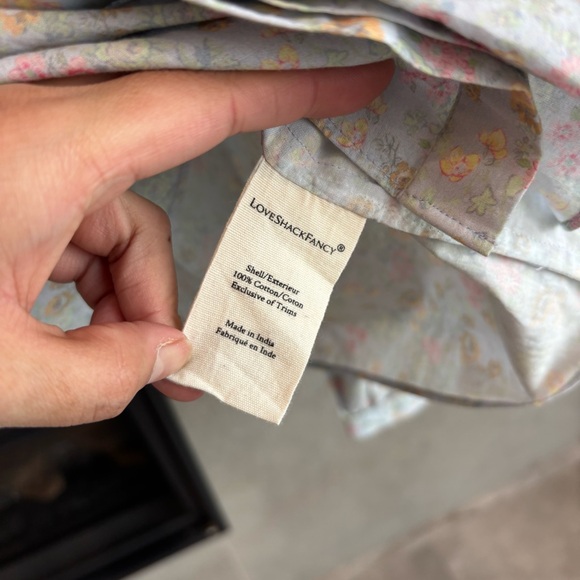 LoveShackFancy®
Shell/Exterieur
100% Cotton/Coton
Exclusive of Trims
Made in India
Fabriqué en Inde